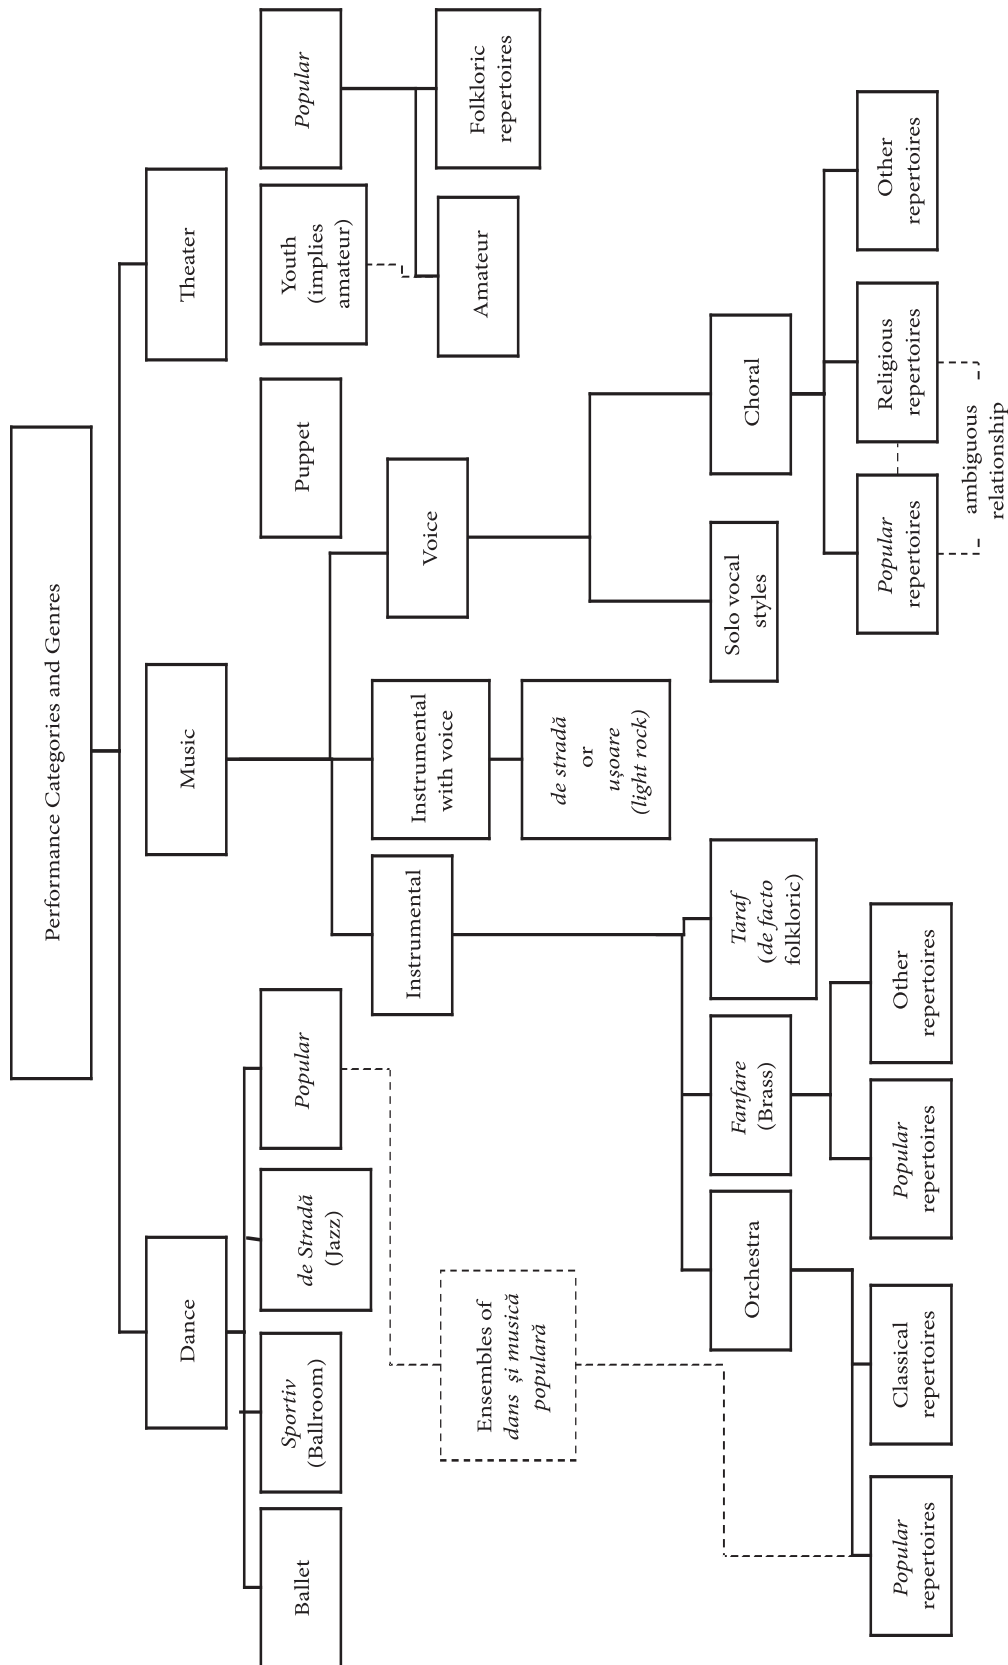 Performance Categories and Genres
Dance
Music
Theater
Ballet
Sportiv
(Ballroom)
de Stradă
(Jazz)
Popular
Puppet
Youth
(implies
amateur)
Popular
Instrumental
Instrumental
with voice
Voice
Amateur
Folkloric
repertoires
Ensembles of
dans și musică
populară
de stradă
or
ușoare
(light rock)
Orchestra
Fanfare
(Brass)
Taraf
(de facto
folkloric)
Solo vocal
styles
Choral
Popular
repertoires
Classical
repertoires
Popular
repertoires
Other
repertoires
Popular
repertoires
Religious
repertoires
Other
repertoires
ambiguous
relationship